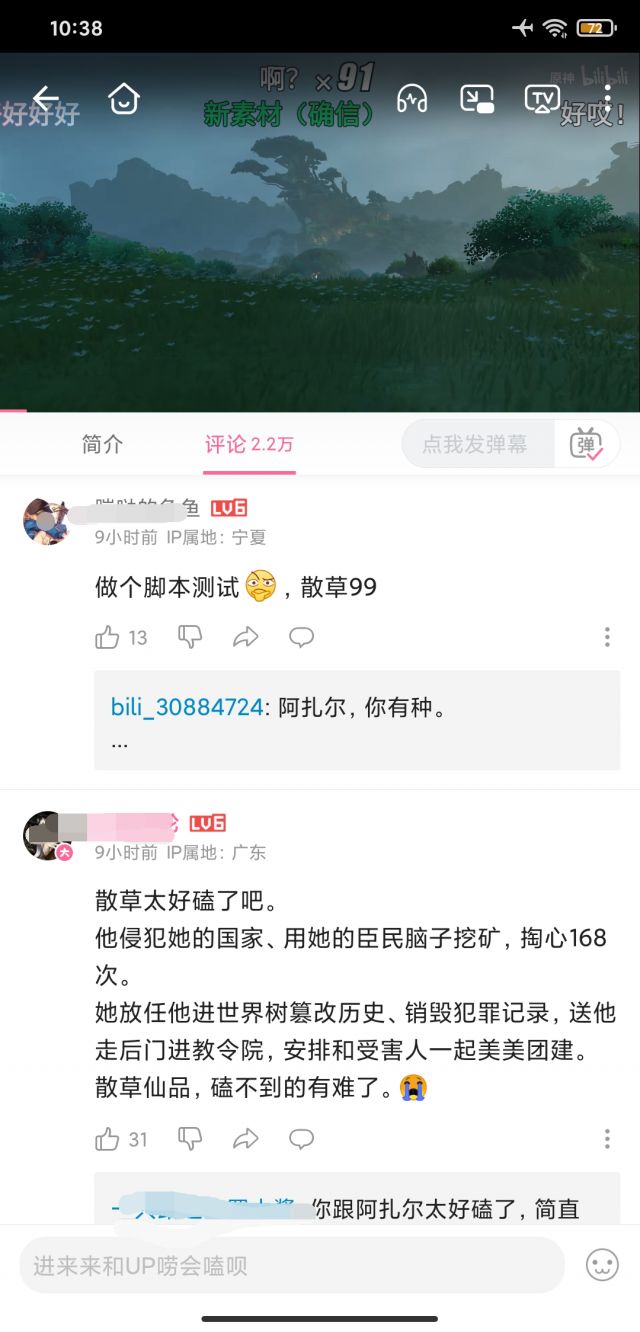 10:38
72
啊? ×91
原神 bilibili
好好好
新素材（确信）
TV
好哎!
简介
评论 2.2万
点我发弹幕
弹
鱼 LV6
9小时前 IP属地：宁夏
做个脚本测试，散草99
13
bili_30884724: 阿扎尔，你有种。
...
LV6
9小时前 IP属地：广东
散草太好磕了吧。
他侵犯她的国家、用她的臣民脑子挖矿，掏心168
次。
她放任他进世界树篡改历史、销毁犯罪记录，送他
走后门进教令院，安排和受害人一起美美团建。
散草仙品，磕不到的有难了。
31
你跟阿扎尔太好磕了，简直
进来来和UP唠会嗑呗